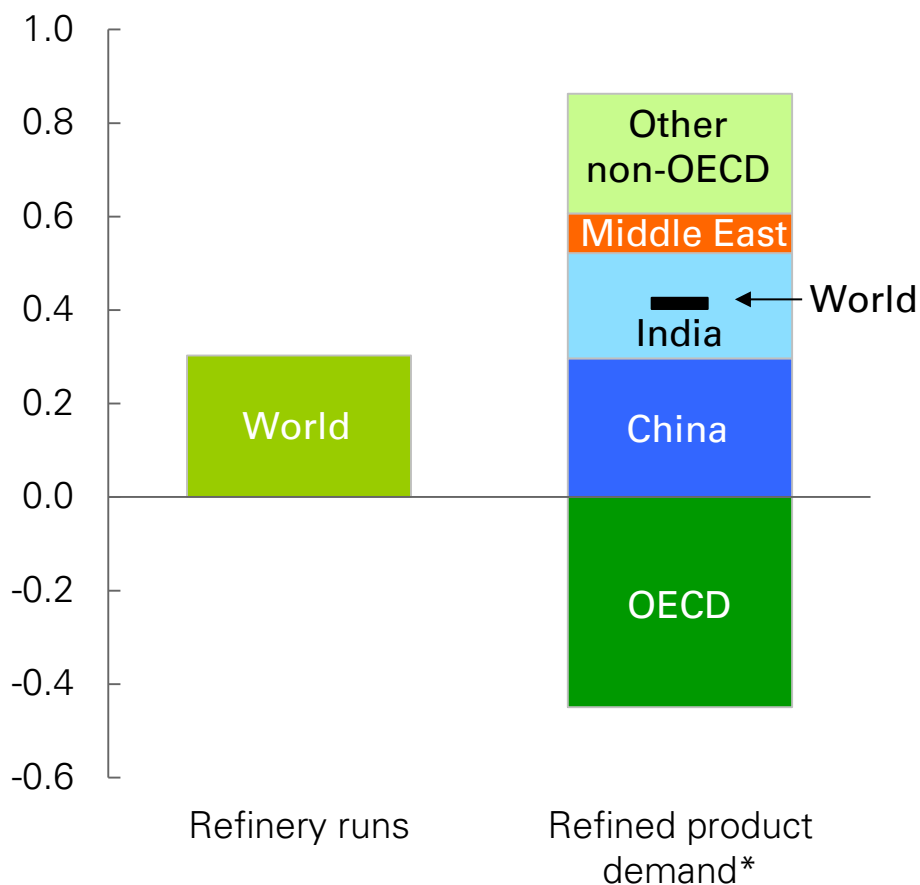 1.0
0.8
0.6
0.4
0.2
0.0
-0.2
-0.4
-0.6
World
Other
non-OECD
Middle East
World
India
China
OECD
Refinery runs
Refined product
demand*